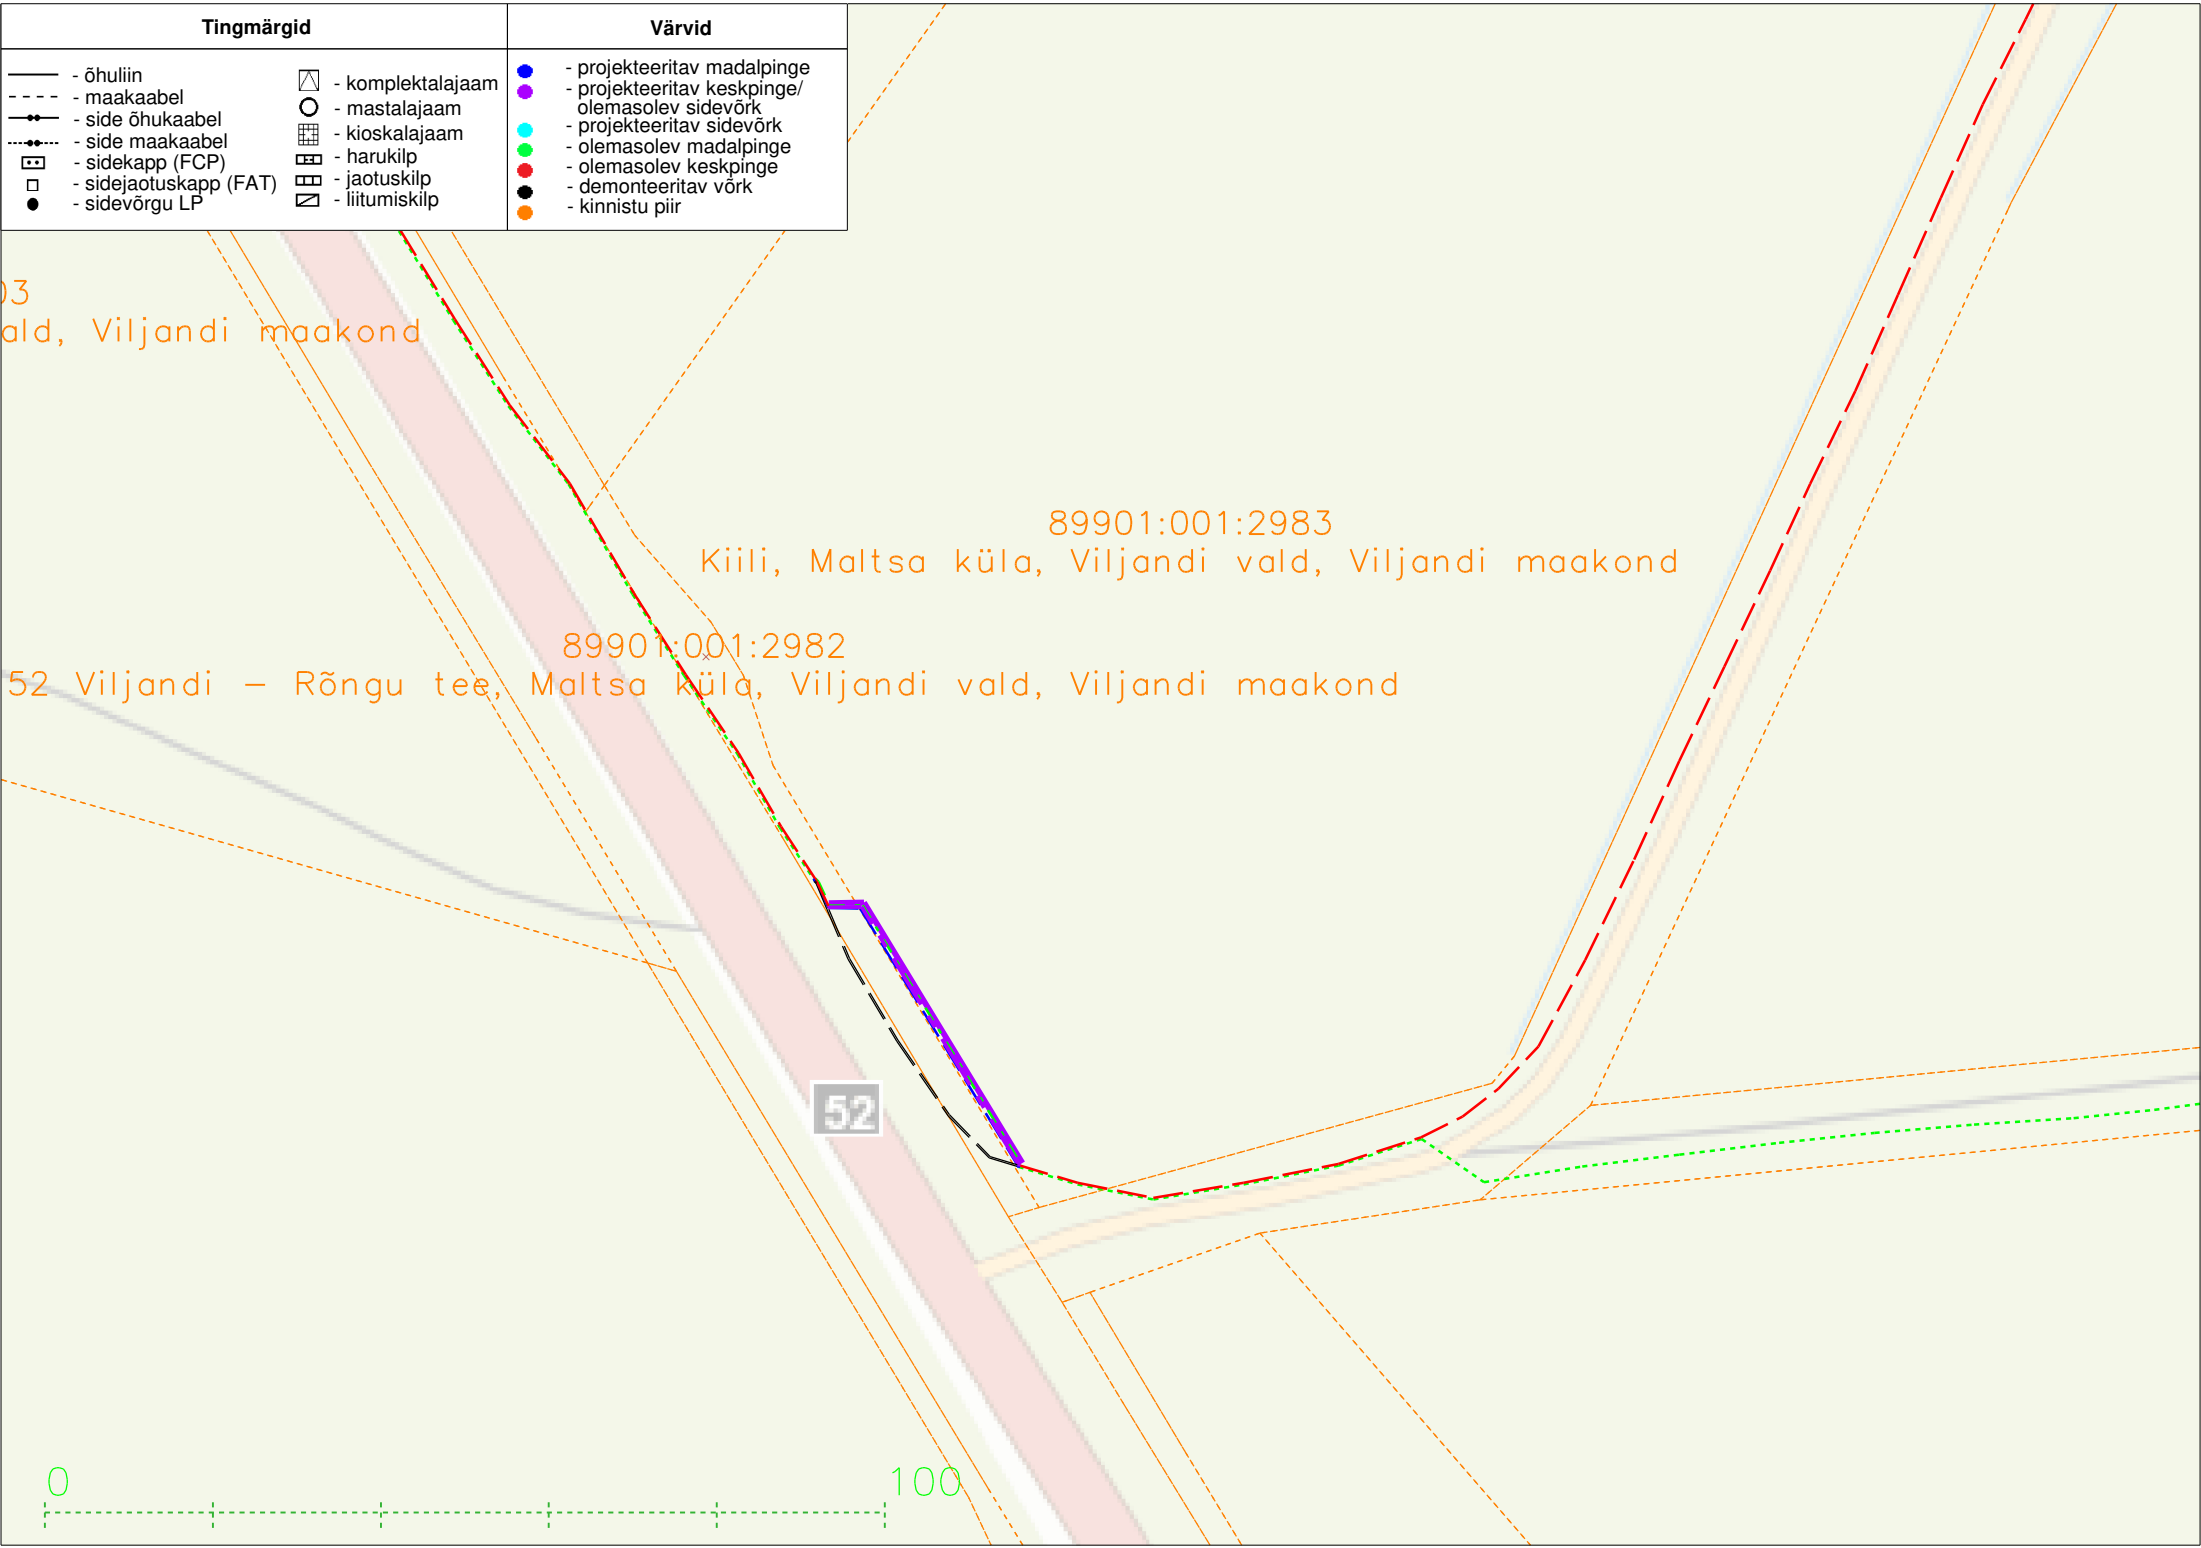 Tingmärgid
- õhuliin
- maakaabel
- side õhukaabel
- side maakaabel
- sidekapp (FCP)
- sidejaotuskapp (FAT)
- sidevõrgu LP
- komplektalajaam
- mastalajaam
- kioskalajaam
- harukilp
- jaotuskilp
- liitumiskilp
Värvid
- projekteeritav madalpinge
- projekteeritav keskpinge/
olemasolev sidevõrk
- projekteeritav sidevõrk
- olemasolev madalpinge
- olemasolev keskpinge
- demonteeritav võrk
- kinnistu piir
03
ald, Viljandi maakond
89901:001:2983
Kiili, Maltsa küla, Viljandi vald, Viljandi maakond
89901:001:2982
52 Viljandi – Rõngu tee, Maltsa küla, Viljandi vald, Viljandi maakond
52
0 100